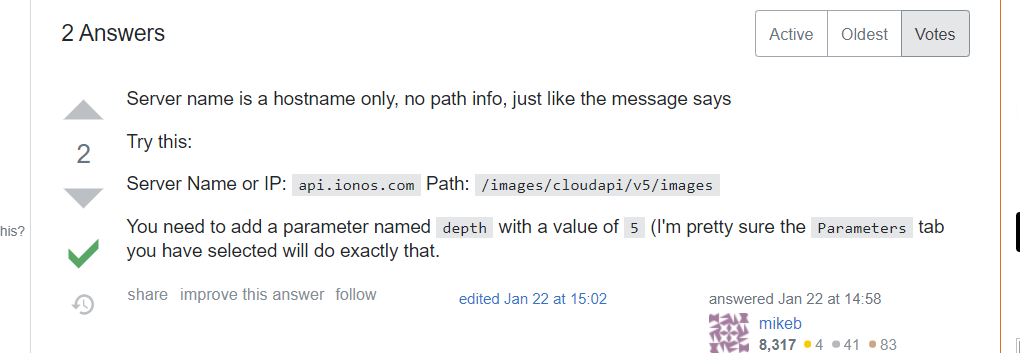 2 Answers
Active Oldest Votes
Server name is a hostname only, no path info, just like the message says
2
Try this:
Server Name or IP: api.ionos.com Path: /images/cloudapi/v5/images
his?
You need to add a parameter named depth with a value of 5 (I'm pretty sure the Parameters tab
you have selected will do exactly that.
share improve this answer follow
edited Jan 22 at 15:02
answered Jan 22 at 14:58
mikeb
8,317 4 41 83